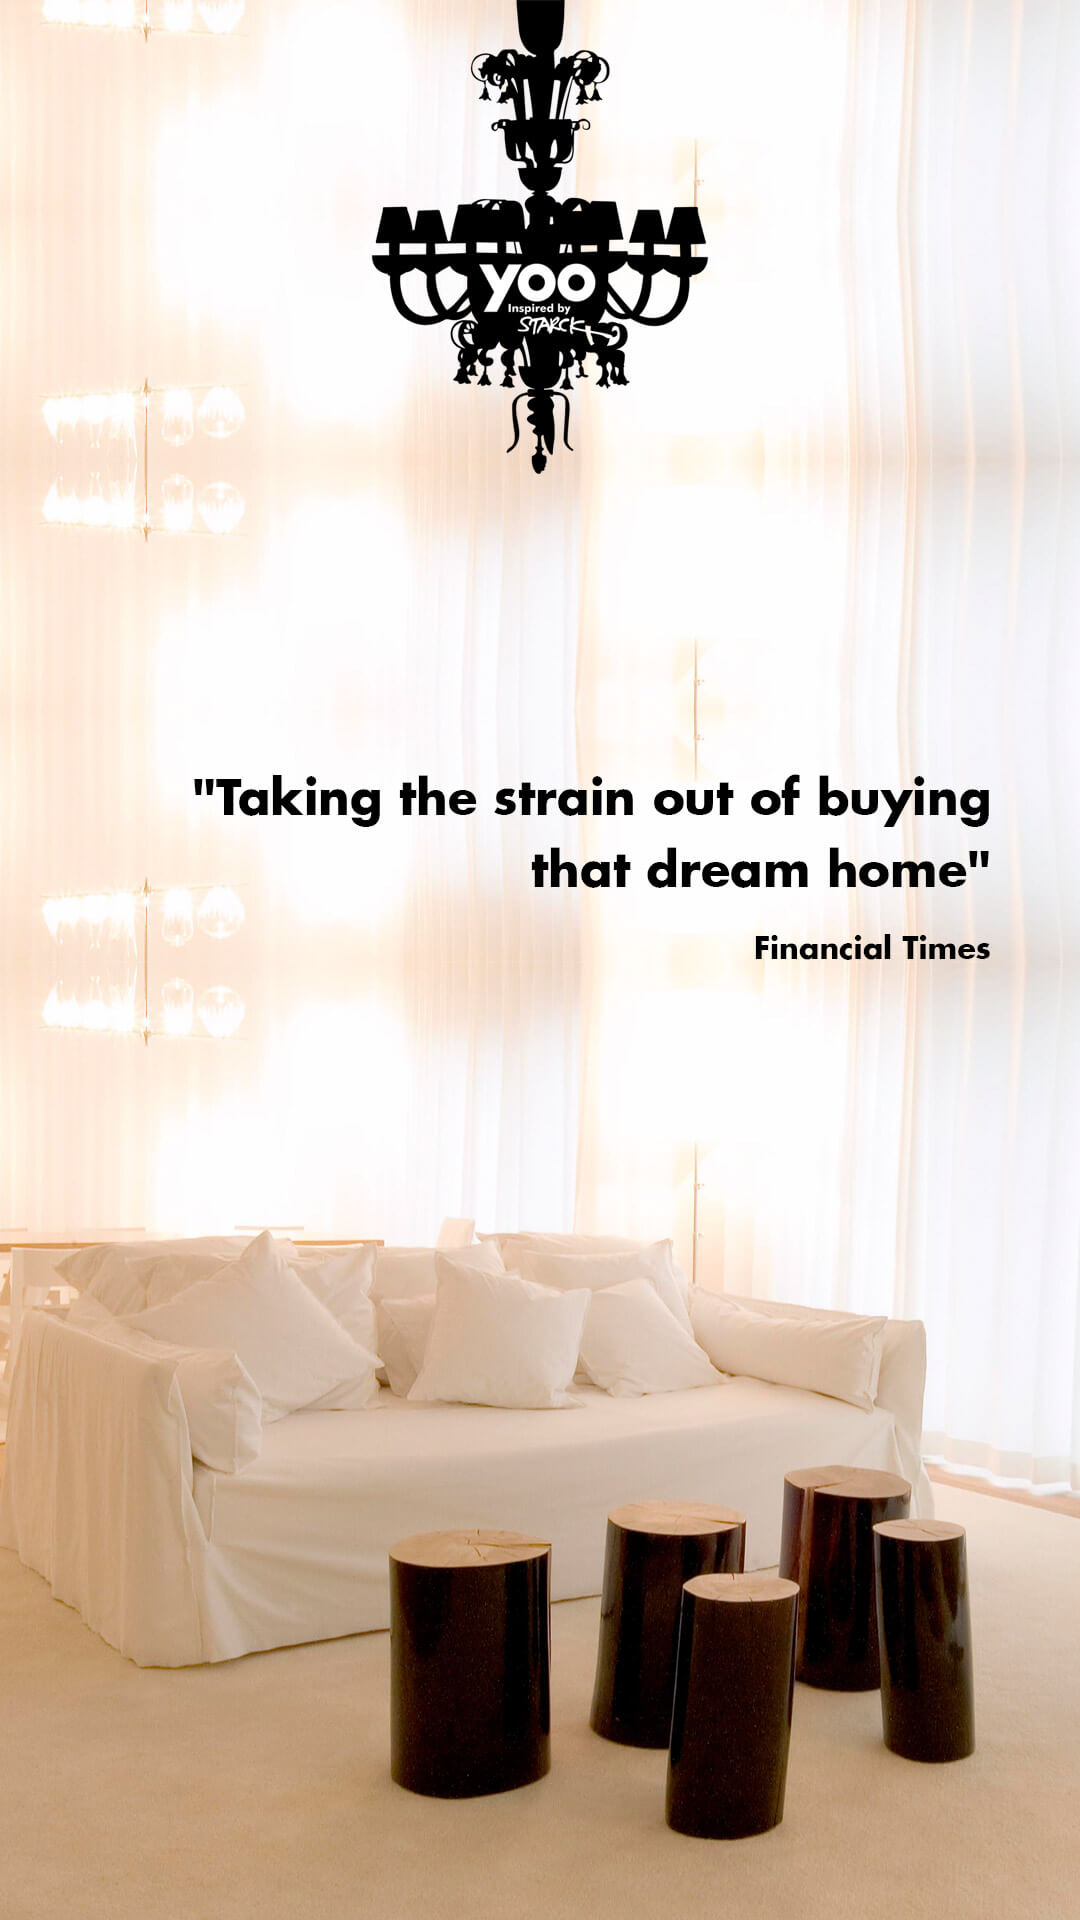 yoo
Inspired by
STARCK
"Taking the strain out of buying
that dream home"
Financial Times